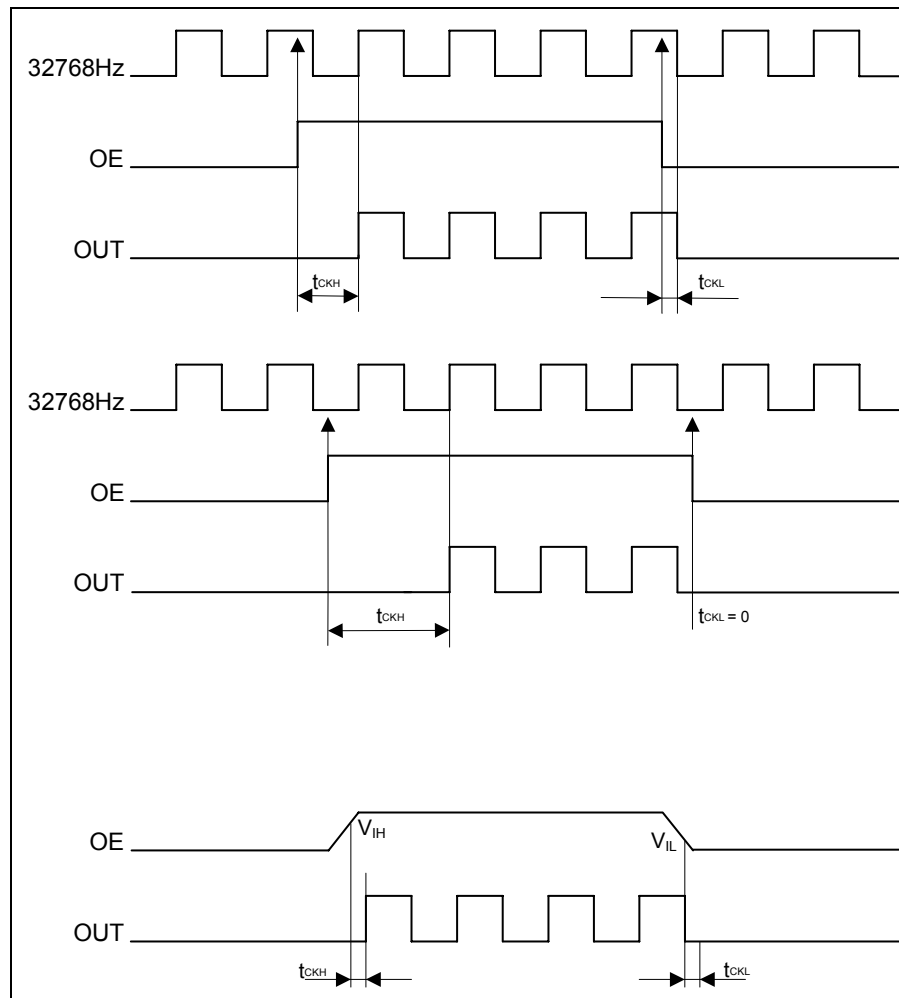 32768Hz
OE
OUT
tCKH
tCKL
32768Hz
OE
OUT
tCKH
tCKL = 0
OE
VIH
VIL
OUT
tCKH
tCKL